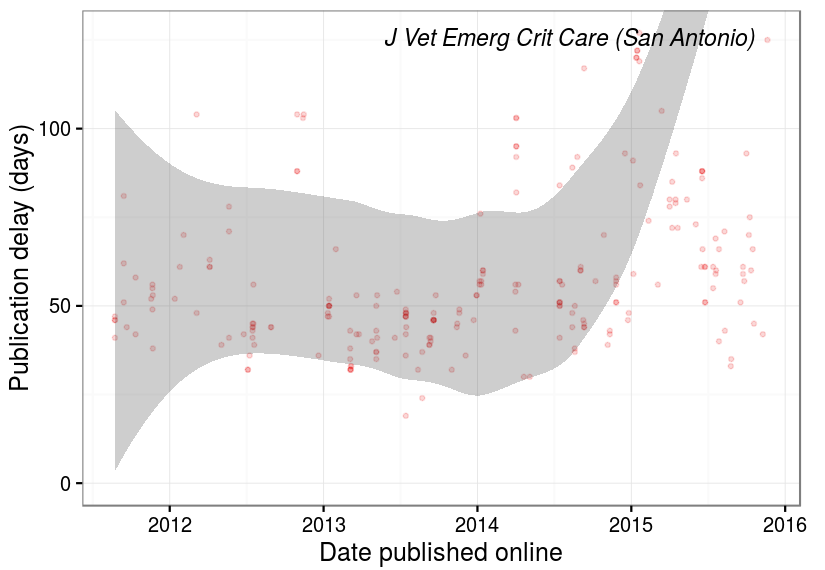 J Vet Emerg Crit Care (San Antonio)
Publication delay (days)
100
50
0
2012 2013 2014 2015 2016
Date published online